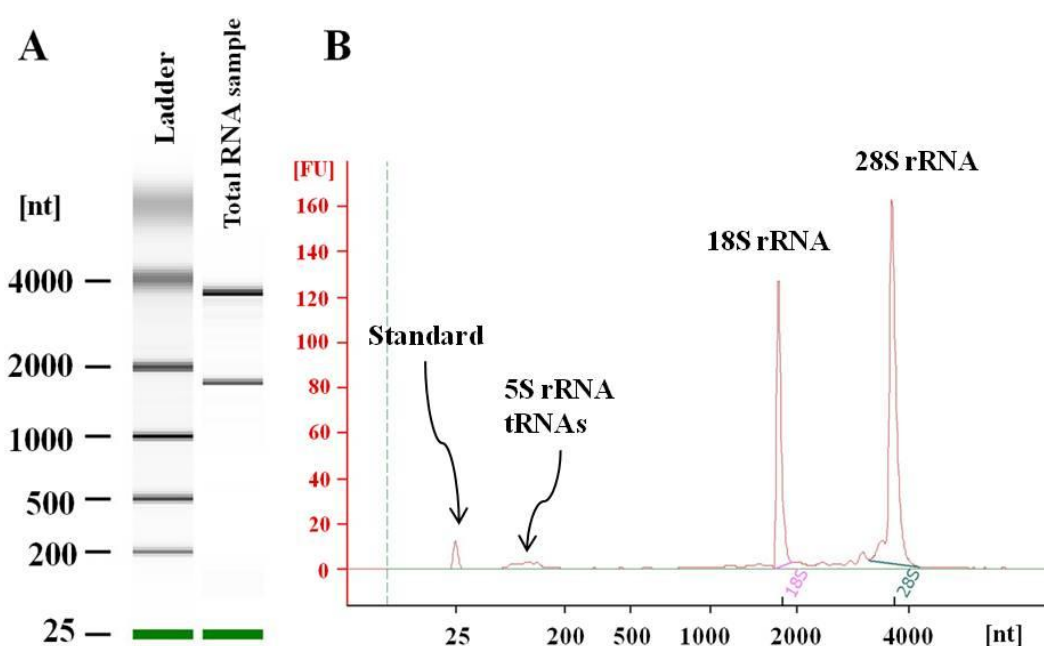 A
Ladder
Total RNA sample
[nt]
4000
2000
1000
500
200
25
B
[FU]
160
140
120
100
80
60
40
20
0
Standard
5S rRNA
tRNAs
18S rRNA
28S rRNA
18S
28S
25 200 500 1000 2000 4000 [nt]